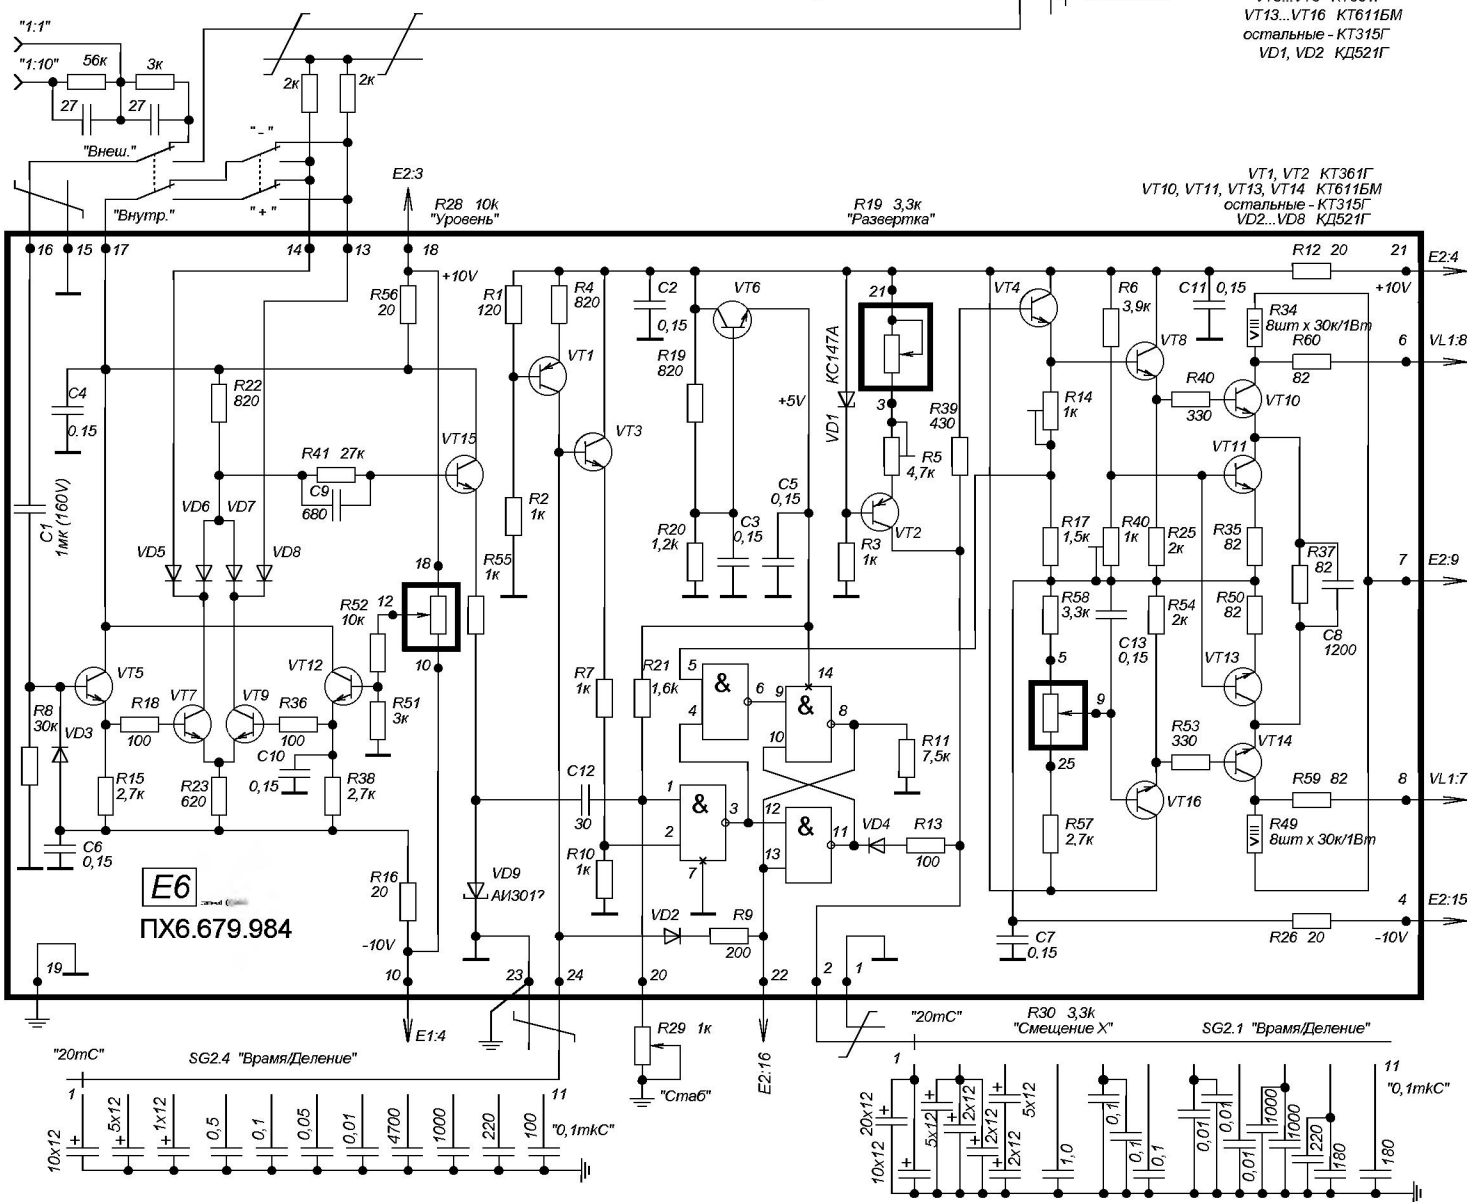 "1:1"
"1:10"
56к
3к
27
27
2к
2к
VT13...VT16 КТ611БМ
остальные - КТ315Г
VD1, VD2 КД521Г
"Внеш."
"Внутр."
" - "
" + "
E2:3
R28 10k
"Уровень"
R19 3,3к
"Развертка"
VT1, VT2 КТ361Г
VT10, VT11, VT13, VT14 КТ611БМ
остальные - КТ315Г
VD2...VD8 КД521Г
16
15
17
14
13
18
+10V
R56
20
R1
120
R4
820
C2
0,15
VT6
21
VT4
R6
3,9к
C11 0,15
R12 20
21
E2:4
+10V
R34
8шт x 30к/1Вт
R60
82
6
VL1:8
C4
0.15
R22
820
VT15
VT1
R19
820
+5V
KC147A
VD1
3
R39
430
R14
1к
VT8
R40
330
VT10
R41 27к
C9
680
VT3
R5
4,7к
VT11
C1
1мк (160V)
VD6
VD7
VD5
VD8
R2
1к
R55
1к
R20
1,2k
C3
0,15
C5
0,15
R3
1к
VT2
R17
1,5к
R40
1к
R25
2к
R35
82
R37
82
7
E2:9
18
R52
10к
12
10
R58
3,3к
C13
0,15
R54
2к
R50
82
C8
1200
VT5
VT12
R8
30к
VD3
R18
100
VT7
VT9
R36
100
R51
3к
R7
1к
R21
1,6k
5
&
6
4
9
14
&
8
10
R11
7,5к
5
9
25
VT13
R53
330
VT14
C10
0,15
R15
2,7к
R23
620
R38
2,7к
C12
30
1
&
3
2
7
12
&
11
13
VD4
R13
100
VT16
R59 82
8
VL1:7
R57
2,7к
R49
8шт x 30к/1Вт
C6
0,15
E6
ПХ6.679.984
R16
20
VD9
АИ301?
R10
1к
VD2
R9
200
4
E2:15
R26 20
-10V
C7
0.15
-10V
19
10
23
24
20
22
2
1
E1:4
R29 1к
"Стаб"
E2:16
"20mC"
SG2.4 "Врамя/Деление"
1
11
"0,1mkC"
10x12
+
5x12
+
1x12
+
0,5
0,1
0,05
0,01
4700
1000
220
100
"20mC"
R30 3,3k
"Смещение X"
SG2.1 "Врамя/Деление"
1
11
"0,1mkC"
20x12
+
10x12
+
5x12
+
2x12
+
2x12
+
5x12
+
2x12
+
1,0
0,1
0,1
0,1
0,01
0,01
0,01
1000
1000
220
180
180